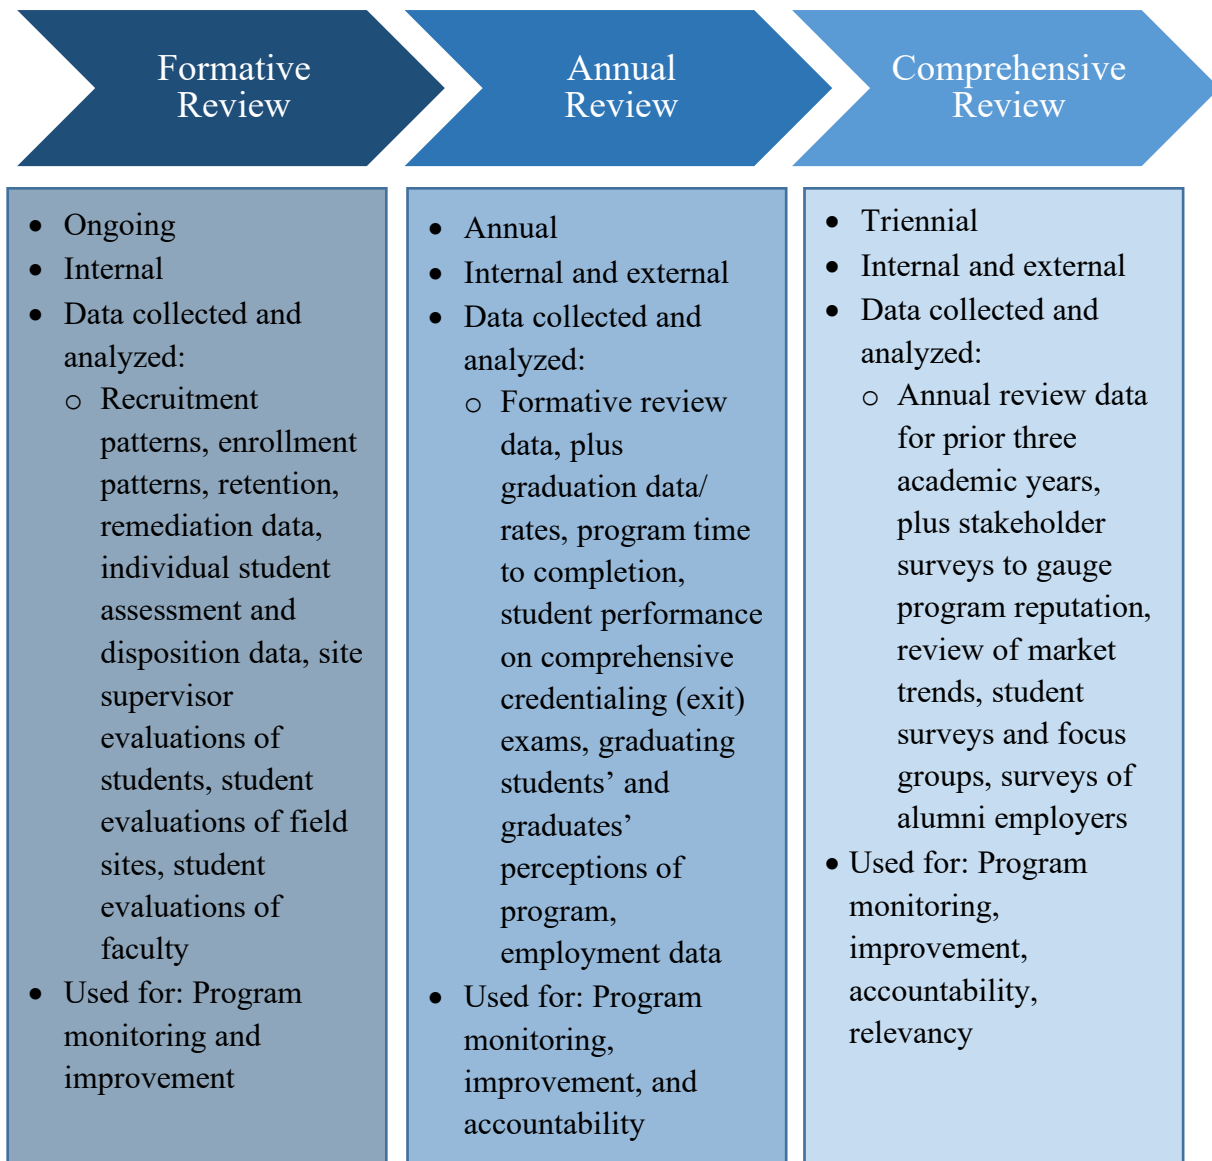 Formative
Review
Annual
Review
Comprehensive
Review
• Ongoing
• Internal
• Data collected and
analyzed:
o Recruitment
patterns, enrollment
patterns, retention,
remediation data,
individual student
assessment and
disposition data, site
supervisor
evaluations of
students, student
evaluations of field
sites, student
evaluations of
faculty
• Used for: Program
monitoring and
improvement
• Annual
• Internal and external
• Data collected and
analyzed:
o Formative review
data, plus
graduation data/
rates, program time
to completion,
student performance
on comprehensive
credentialing (exit)
exams, graduating
students’ and
graduates’
perceptions of
program,
employment data
• Used for: Program
monitoring,
improvement, and
accountability
• Triennial
• Internal and external
• Data collected and
analyzed:
o Annual review data
for prior three
academic years,
plus stakeholder
surveys to gauge
program reputation,
review of market
trends, student
surveys and focus
groups, surveys of
alumni employers
• Used for: Program
monitoring,
improvement,
accountability,
relevancy